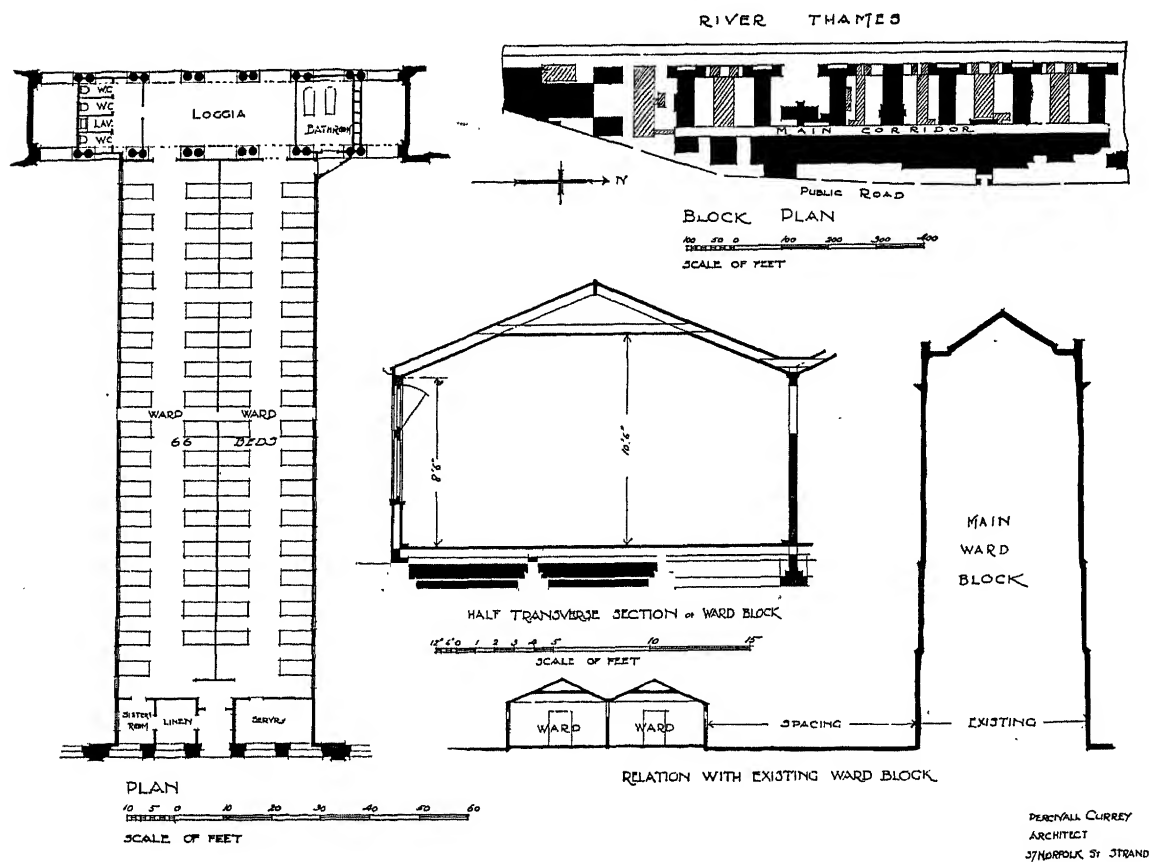 RIVER THAMES
W.C
W.C
LAV.
WC
LOGGIA
BATHROOM
MAIN CORRIDOR
PUBLIC ROAD
N
BLOCK PLAN
100 50 0 100 200 300 400
SCALE OF FEET
WARD WARD
66 BEDS
8'6"
10'.6"
HALF TRANSVERSE SECTION OF WARD BLOCK
12" 6" 0 1 2 3 4 5 10 15
SCALE OF FEET
MAIN
WARD
BLOCK
SISTERS
ROOM
LINEN
SERVRY
WARD WARD
SPACING
EXISTING
RELATION WITH EXISTING WARD BLOCK
PLAN
10 5 0 10 20 30 40 50 60
SCALE OF FEET
PERCIVALL CURREY
ARCHITECT
37 NORFOLK ST STRAND